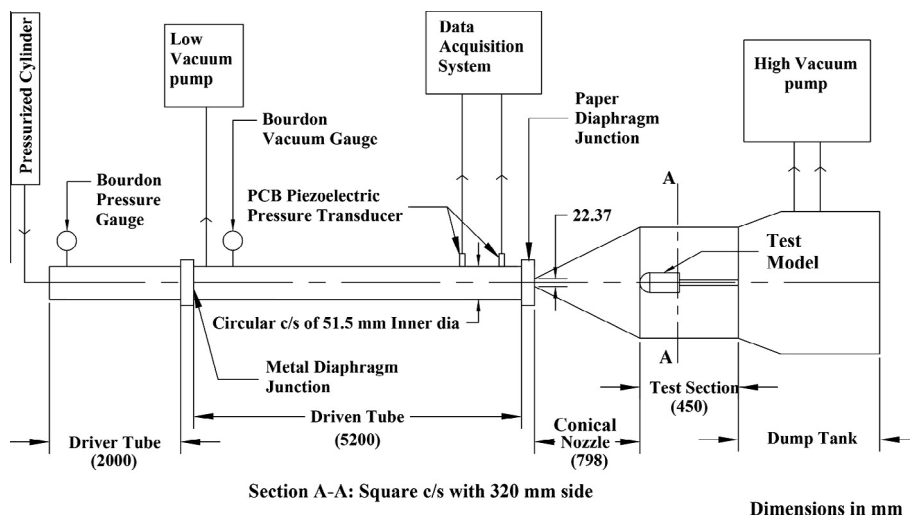 Pressurized Cylinder
Low
Vacuum
pump
Data
Acquisition
System
High Vacuum
pump
Paper
Diaphragm
Junction
Bourdon
Vacuum Gauge
Bourdon
Pressure
Gauge
PCB Piezoelectric
Pressure Transducer
22.37
A
Test
Model
Circular c/s of 51.5 mm Inner dia
A
Metal Diaphragm
Junction
Test Section
(450)
Driven Tube
(5200)
Conical
Nozzle
(798)
Driver Tube
(2000)
Dump Tank
Section A-A: Square c/s with 320 mm side
Dimensions in mm